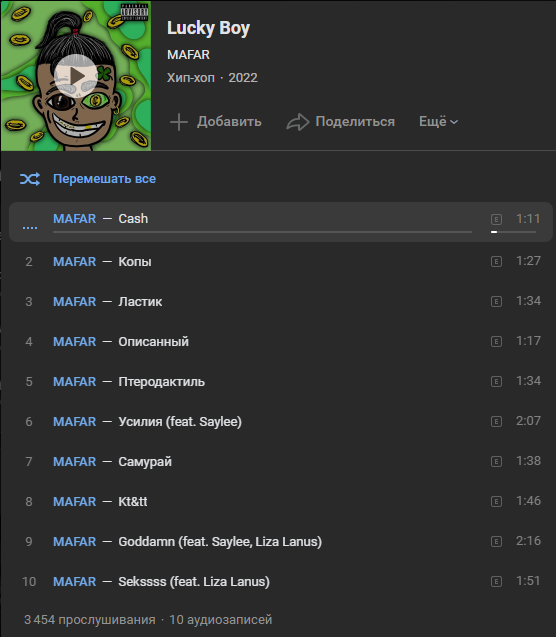 PARENTAL
ADVISORY
EXPLICIT CONTENT
Lucky Boy
MAFAR
Хип-хоп · 2022
Добавить
Поделиться
Ещё
Перемешать все
MAFAR — Cash E 1:11
2 MAFAR — Копы E 1:27
3 MAFAR — Ластик E 1:34
4 MAFAR — Описанный E 1:17
5 MAFAR — Птеродактиль E 1:34
6 MAFAR — Усилия (feat. Saylee) E 2:07
7 MAFAR — Самурай E 1:38
8 MAFAR — Kt&tt E 1:46
9 MAFAR — Goddamn (feat. Saylee, Liza Lanus) E 2:16
10 MAFAR — Sekssss (feat. Liza Lanus) E 1:51
3 454 прослушивания · 10 аудиозаписей